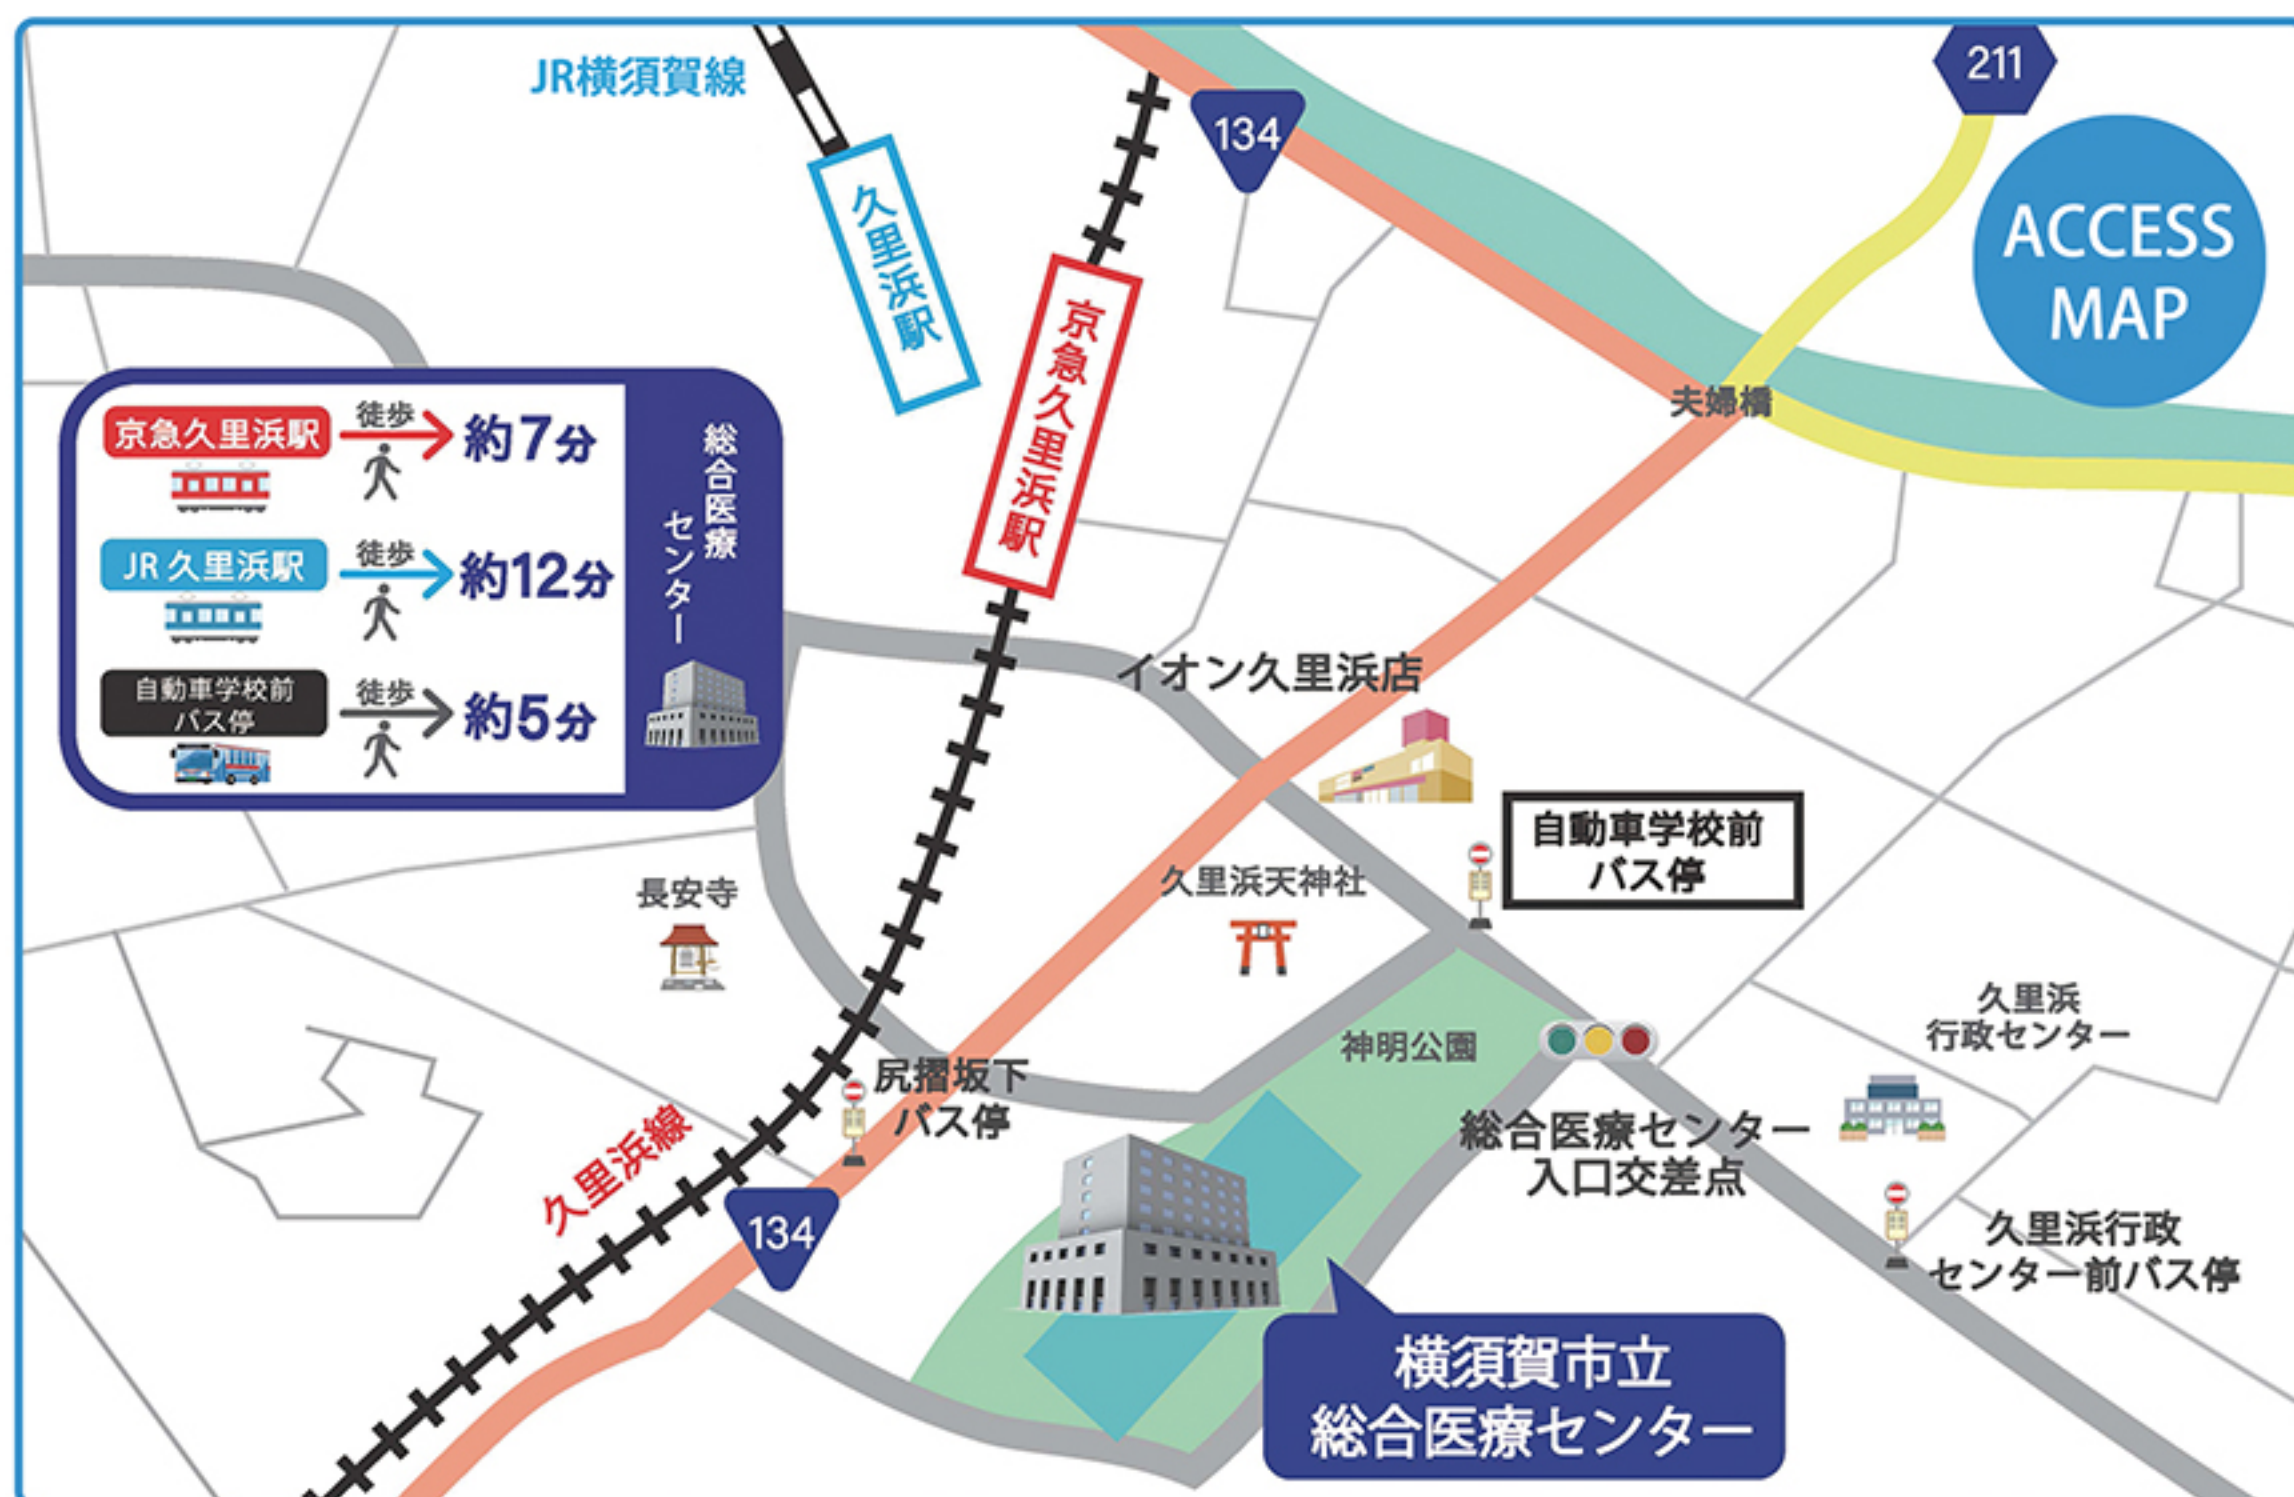 JR横須賀線
久里浜駅
134
211
ACCESS
MAP
京急久里浜駅
夫婦橋
京急久里浜駅
徒歩
約7分
JR 久里浜駅
徒歩
約12分
自動車学校前
バス停
徒歩
約5分
総合医療
センター
イオン久里浜店
自動車学校前
バス停
久里浜天神社
長安寺
神明公園
久里浜
行政センター
尻摺坂下
バス停
総合医療センター
入口交差点
久里浜線
134
久里浜行政
センター前バス停
横須賀市立
総合医療センター